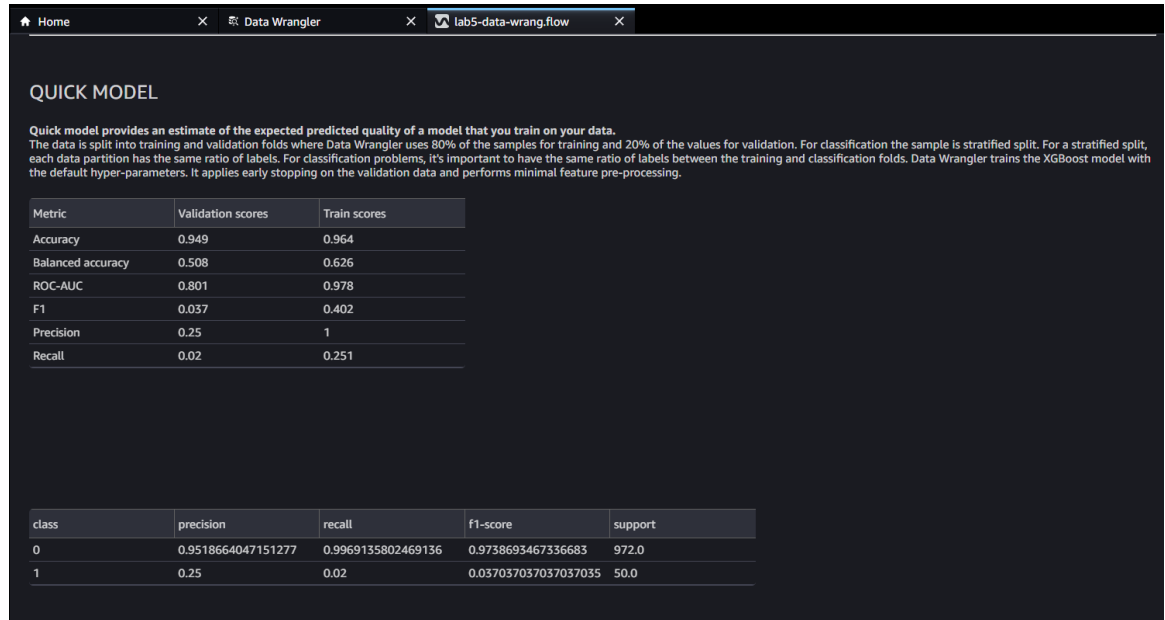 Home Data Wrangler lab5-data-wrang.flow
QUICK MODEL
Quick model provides an estimate of the expected predicted quality of a model that you train on your data.
The data is split into training and validation folds where Data Wrangler uses 80% of the samples for training and 20% of the values for validation. For classification the sample is stratified split. For a stratified split,
each data partition has the same ratio of labels. For classification problems, it's important to have the same ratio of labels between the training and classification folds. Data Wrangler trains the XGBoost model with
the default hyper-parameters. It applies early stopping on the validation data and performs minimal feature pre-processing.
Metric Validation scores Train scores
Accuracy 0.949 0.964
Balanced accuracy 0.508 0.626
ROC-AUC 0.801 0.978
F1 0.037 0.402
Precision 0.25 1
Recall 0.02 0.251
class precision recall f1-score support
0 0.9518664047151277 0.9969135802469136 0.9738693467336683 972.0
1 0.25 0.02 0.037037037037037035 50.0